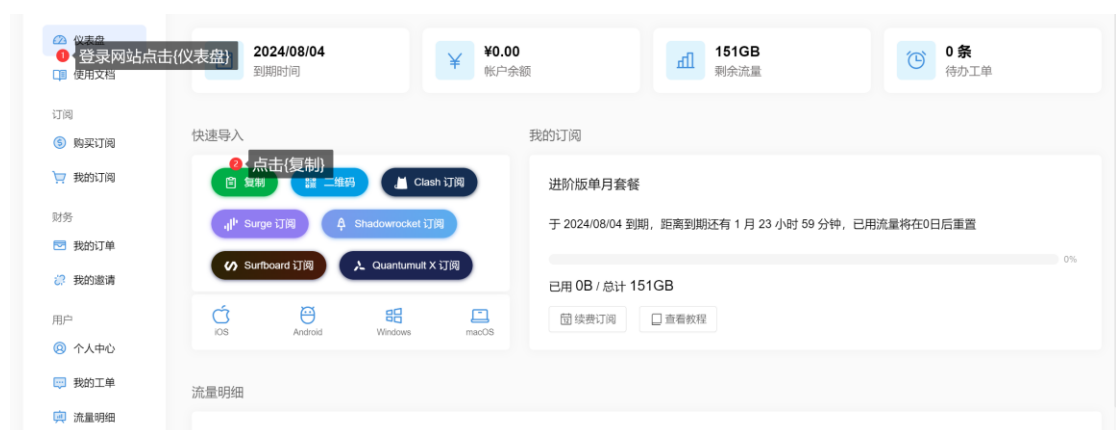 仪表盘
1 登录网站点击{仪表盘}
使用文档
订阅
购买订阅
我的订阅
财务
我的订单
我的邀请
用户
个人中心
我的工单
流量明细
2024/08/04
到期时间
¥0.00
帐户余额
151GB
剩余流量
0 条
待办工单
快速导入
2 点击{复制}
复制
二维码
Clash 订阅
Surge 订阅
Shadowrocket 订阅
Surfboard 订阅
Quantumult X 订阅
iOS
Android
Windows
macOS
我的订阅
进阶版单月套餐
于 2024/08/04 到期，距离到期还有 1 月 23 小时 59 分钟，已用流量将在0日后重置
0%
已用 0B / 总计 151GB
续费订阅
查看教程
流量明细